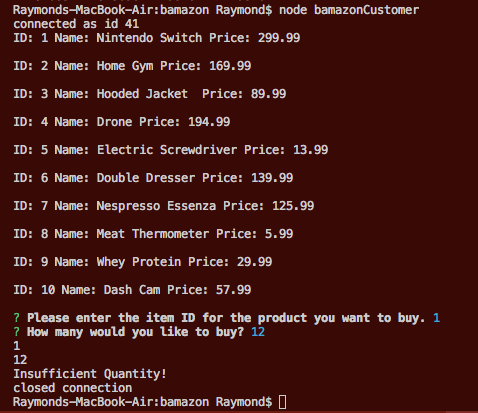 Raymonds-MacBook-Air:bamazon Raymond$ node bamazonCustomer
connected as id 41
ID: 1 Name: Nintendo Switch Price: 299.99
ID: 2 Name: Home Gym Price: 169.99
ID: 3 Name: Hooded Jacket  Price: 89.99
ID: 4 Name: Drone Price: 194.99
ID: 5 Name: Electric Screwdriver Price: 13.99
ID: 6 Name: Double Dresser Price: 139.99
ID: 7 Name: Nespresso Essenza Price: 125.99
ID: 8 Name: Meat Thermometer Price: 5.99
ID: 9 Name: Whey Protein Price: 29.99
ID: 10 Name: Dash Cam Price: 57.99
? Please enter the item ID for the product you want to buy. 1
? How many would you like to buy? 12
1
12
Insufficient Quantity!
closed connection
Raymonds-MacBook-Air:bamazon Raymond$